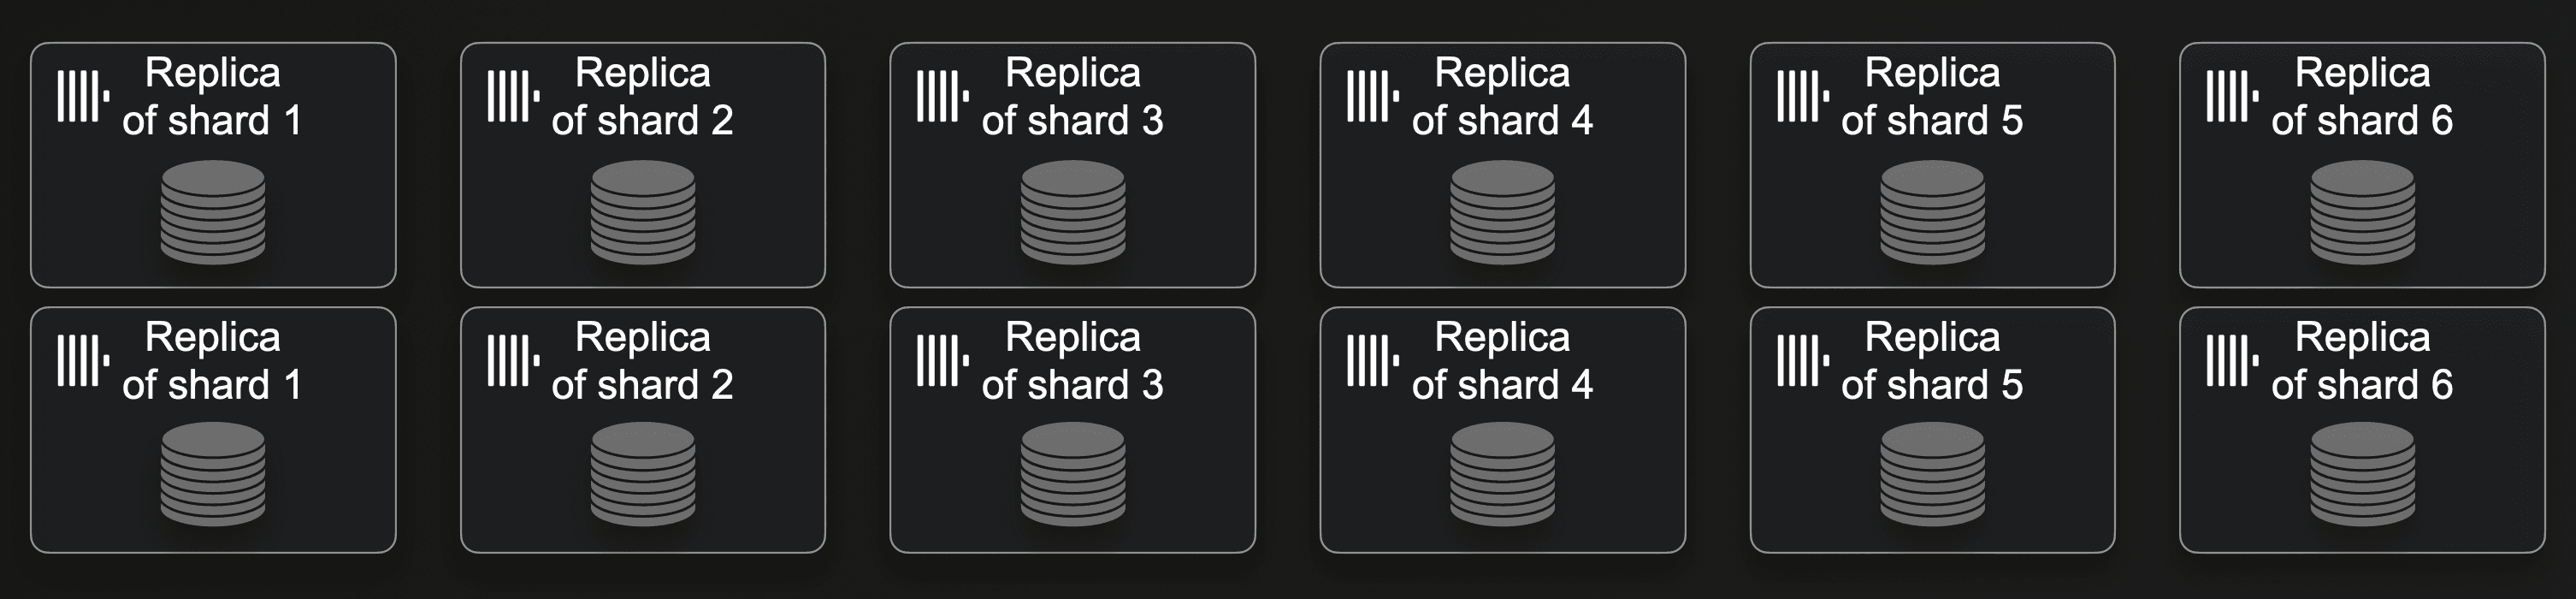 Replica
of shard 1
Replica
of shard 2
Replica
of shard 3
Replica
of shard 4
Replica
of shard 5
Replica
of shard 6
Replica
of shard 1
Replica
of shard 2
Replica
of shard 3
Replica
of shard 4
Replica
of shard 5
Replica
of shard 6